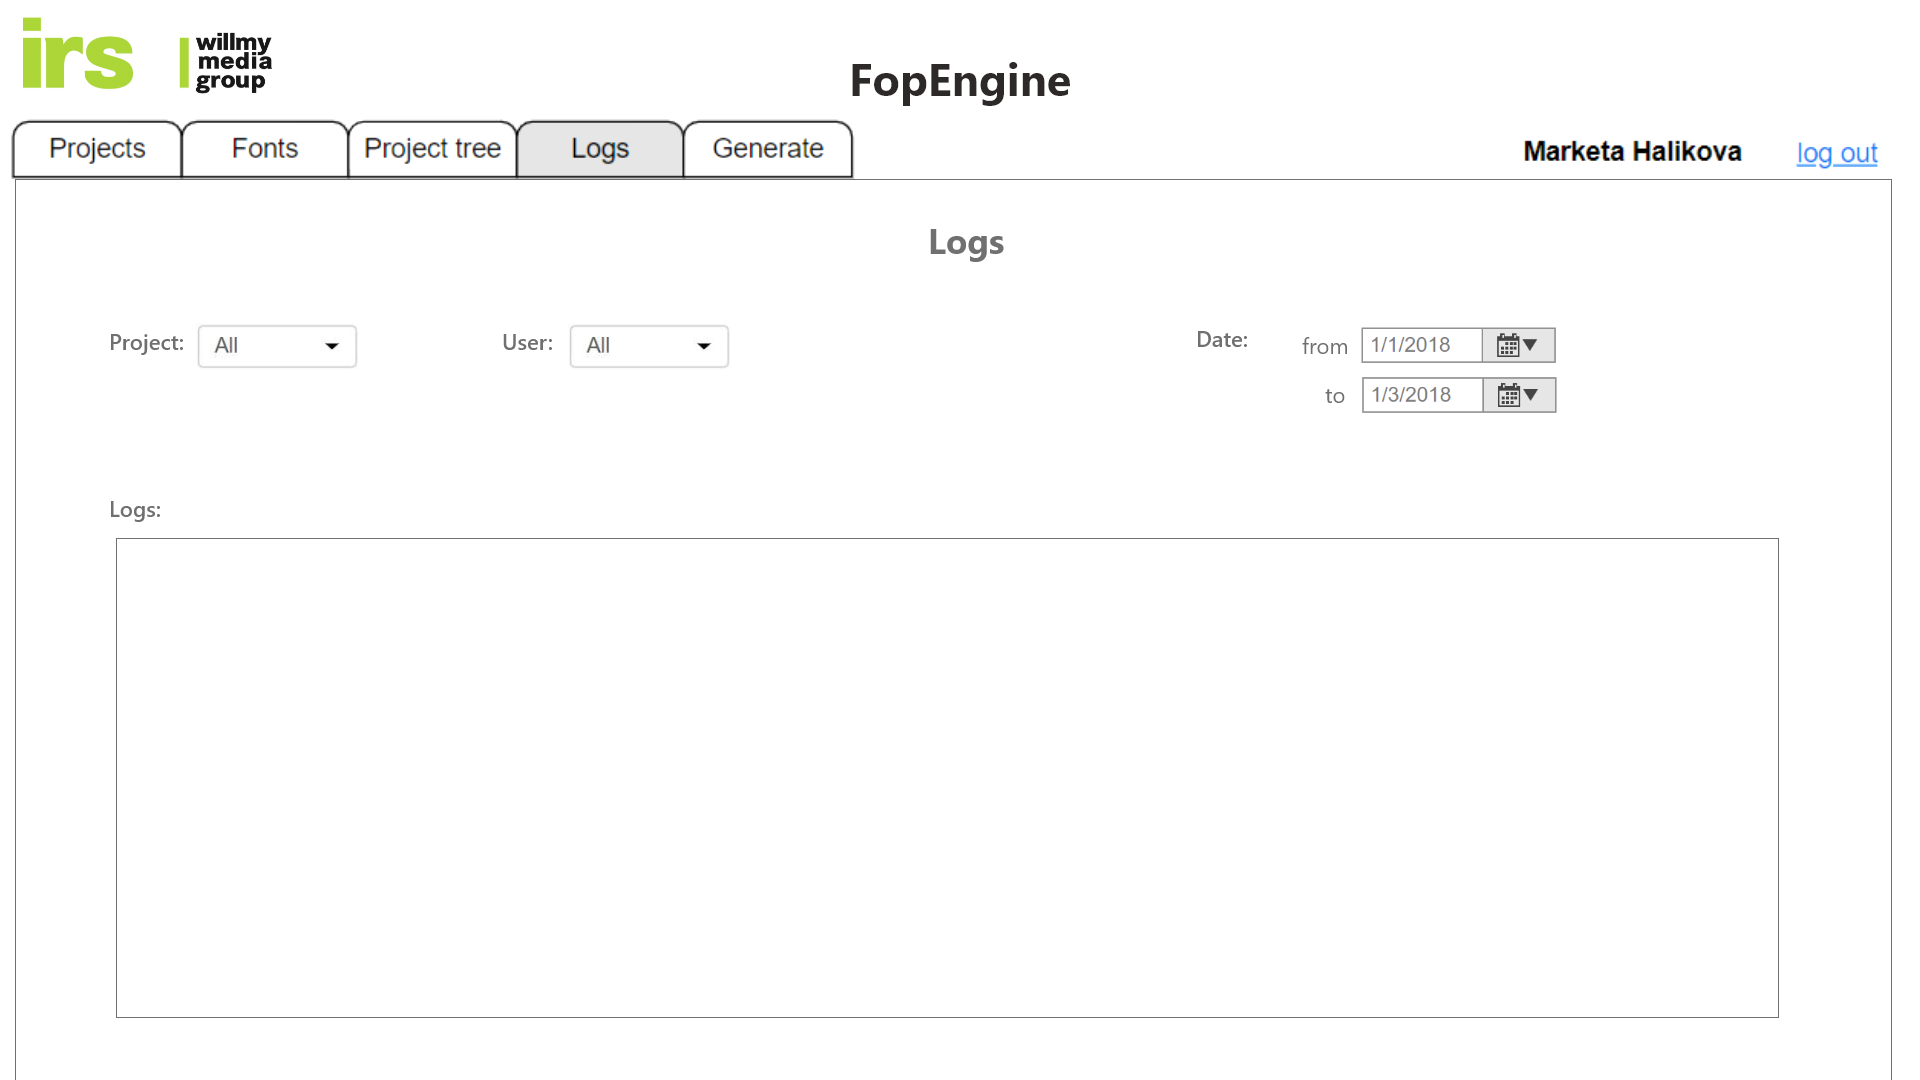 irs
willmy
media
group
FopEngine
Projects
Fonts
Project tree
Logs
Generate
Marketa Halikova
log out
Logs
Project:
All
User:
All
Date:
from
1/1/2018
to
1/3/2018
Logs: